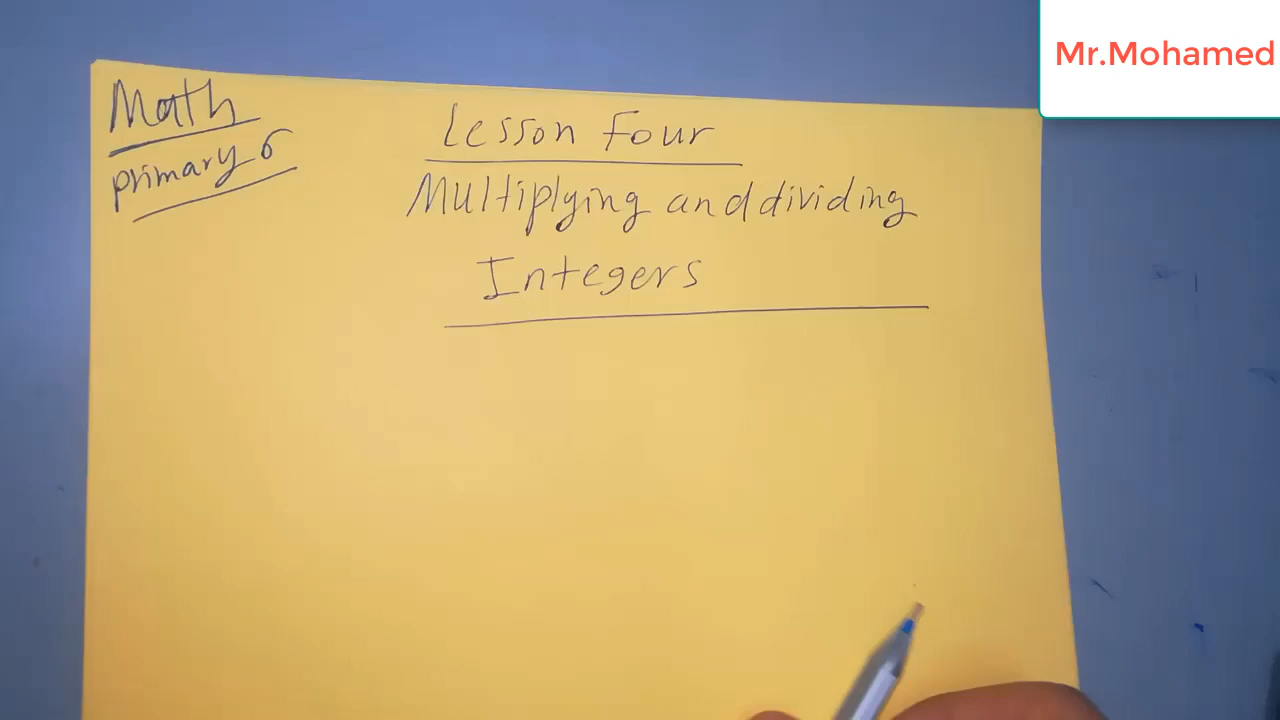 Mr.Mohamed
Math
primary 6
Lesson Four
Multiplying and dividing
Integers